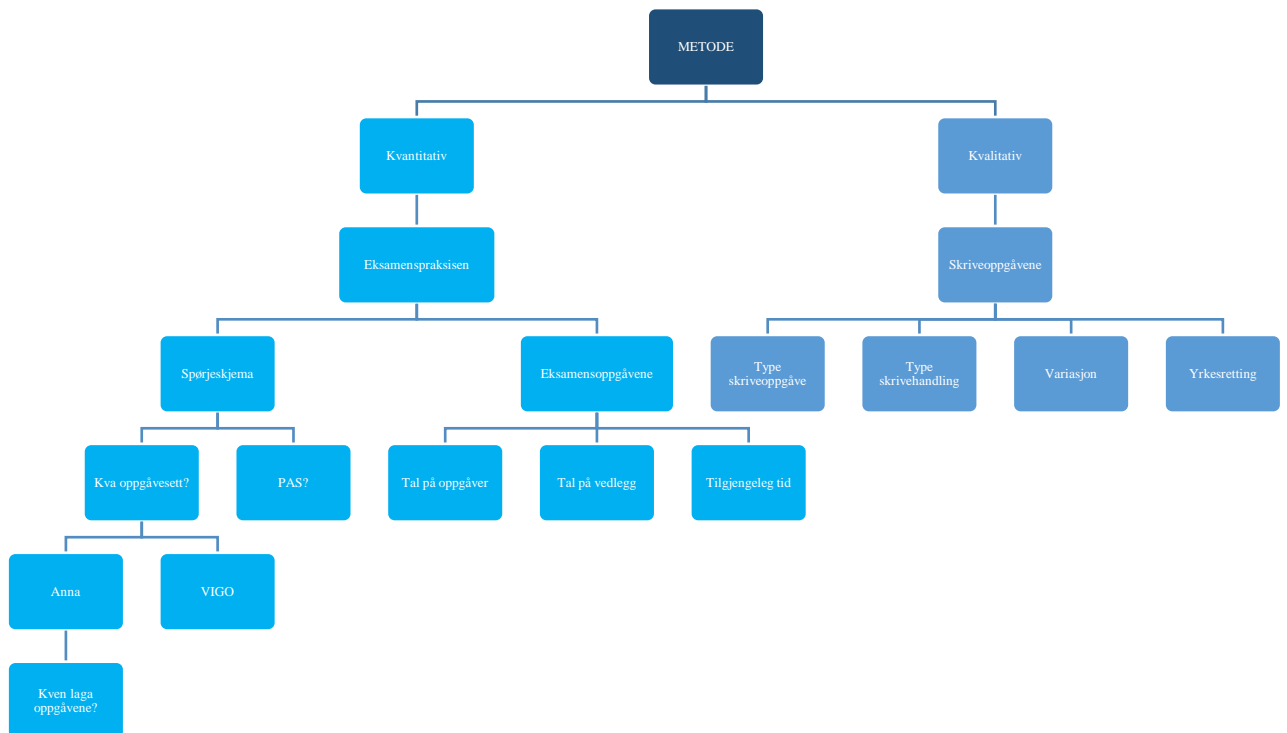 METODE
Kvantitativ
Kvalitativ
Eksamenspraksisen
Skriveoppgåvene
Spørjeskjema
Eksamensoppgåvene
Type
skriveoppgåve
Type
skrivehandling
Variasjon
Yrkesretting
Kva oppgåvesett?
PAS?
Tal på oppgåver
Tal på vedlegg
Tilgjengeleg tid
Anna
VIGO
Kven laga
oppgåvene?